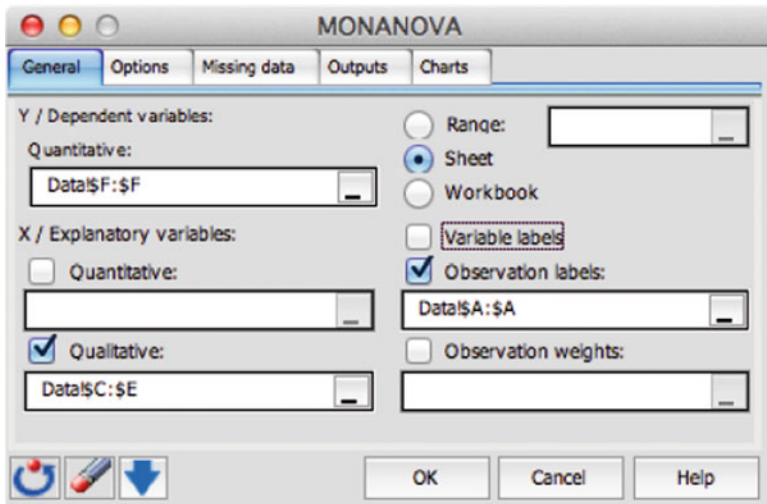 MONANOVA
General Options Missing data Outputs Charts
Y / Dependent variables:
Quantitative:
Data!$F:$F
X / Explanatory variables:
Quantitative:
Qualitative:
Data!$C:$E
Range:
Sheet
Workbook
Variable labels
Observation labels:
Data!$A:$A
Observation weights:
OK Cancel Help